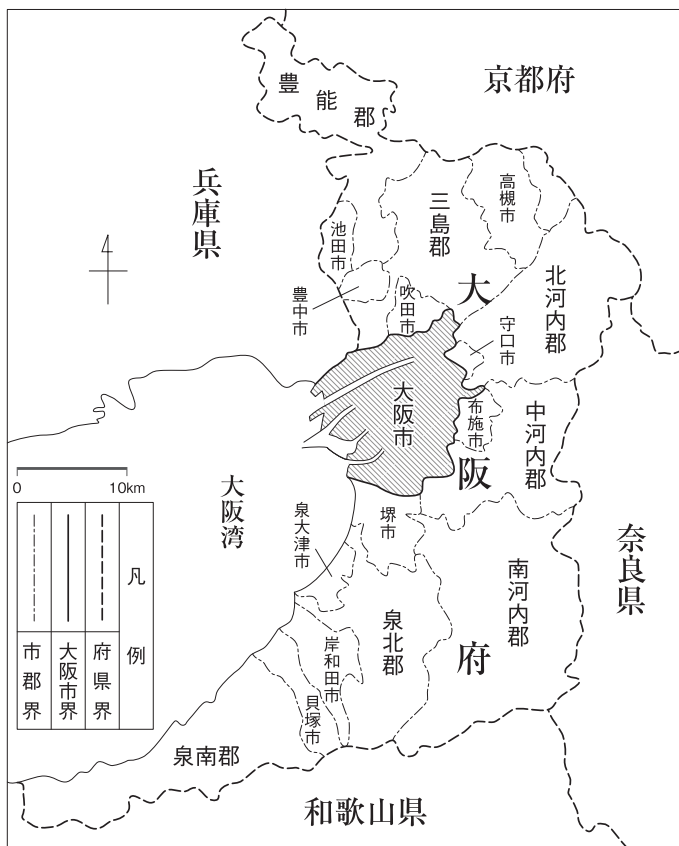 京都府
豊能郡
兵庫県
三島郡
高槻市
池田市
豊中市
吹田市
大阪府
北河内郡
守口市
大阪市
布施市
中河内郡
0 10km
大阪湾
泉大津市
堺市
奈良県
南河内郡
泉北郡
岸和田市
貝塚市
泉南郡
和歌山県
凡例
府県界
大阪市界
市郡界